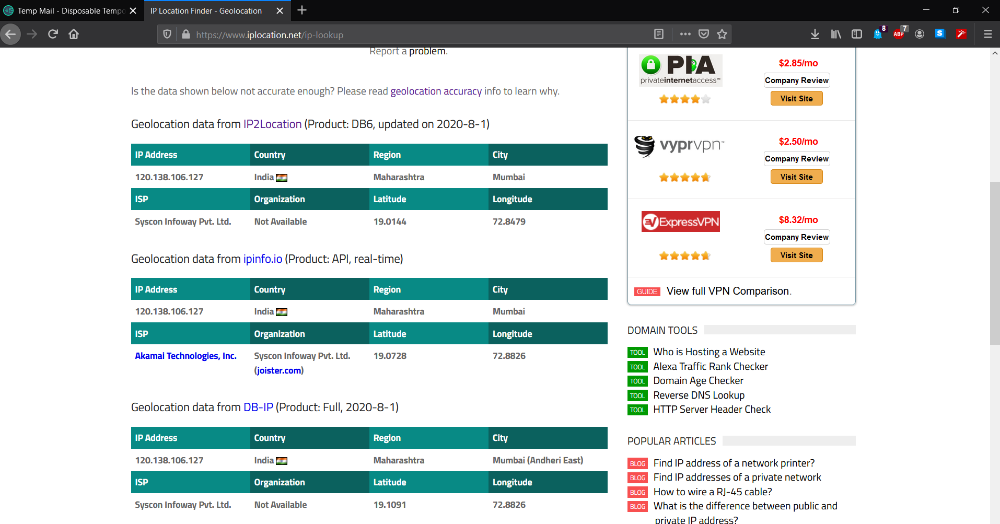 Temp Mail - Disposable Tempo
IP Location Finder - Geolocation
https://www.iplocation.net/ip-lookup
8
ABP
7
S
Report a problem.
Is the data shown below not accurate enough? Please read geolocation accuracy info to learn why.
Geolocation data from IP2Location (Product: DB6, updated on 2020-8-1)
IP Address Country Region City
120.138.106.127 India Maharashtra Mumbai
ISP Organization Latitude Longitude
Syscon Infoway Pvt. Ltd. Not Available 19.0144 72.8479
Geolocation data from ipinfo.io (Product: API, real-time)
IP Address Country Region City
120.138.106.127 India Maharashtra Mumbai
ISP Organization Latitude Longitude
Akamai Technologies, Inc. Syscon Infoway Pvt. Ltd. 19.0728 72.8826
(joister.com)
Geolocation data from DB-IP (Product: Full, 2020-8-1)
IP Address Country Region City
120.138.106.127 India Maharashtra Mumbai (Andheri East)
ISP Organization Latitude Longitude
Syscon Infoway Pvt. Ltd. Not Available 19.1091 72.8826
PIA
privateinternetaccess™
$2.85/mo
Company Review
Visit Site
vyprvpn™
$2.50/mo
Company Review
Visit Site
EV ExpressVPN
$8.32/mo
Company Review
Visit Site
GUIDE View full VPN Comparison.
DOMAIN TOOLS
TOOL Who is Hosting a Website
TOOL Alexa Traffic Rank Checker
TOOL Domain Age Checker
TOOL Reverse DNS Lookup
TOOL HTTP Server Header Check
POPULAR ARTICLES
BLOG Find IP address of a network printer?
BLOG Find IP addresses of a private network
BLOG How to wire a RJ-45 cable?
BLOG What is the difference between public and
private IP address?